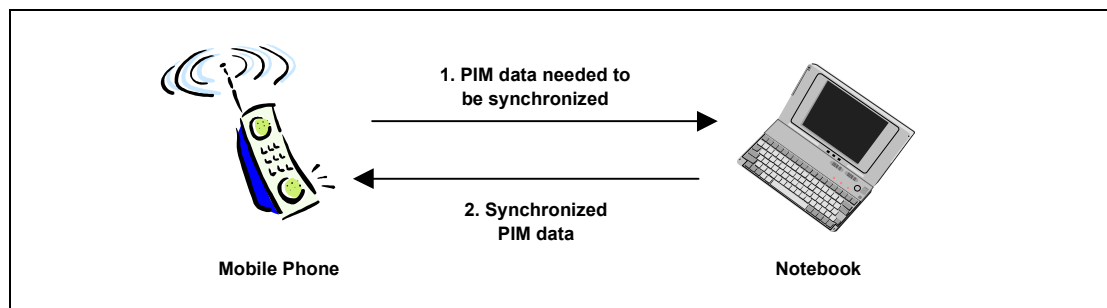 1. PIM data needed to
be synchronized
2. Synchronized
PIM data
Mobile Phone
Notebook